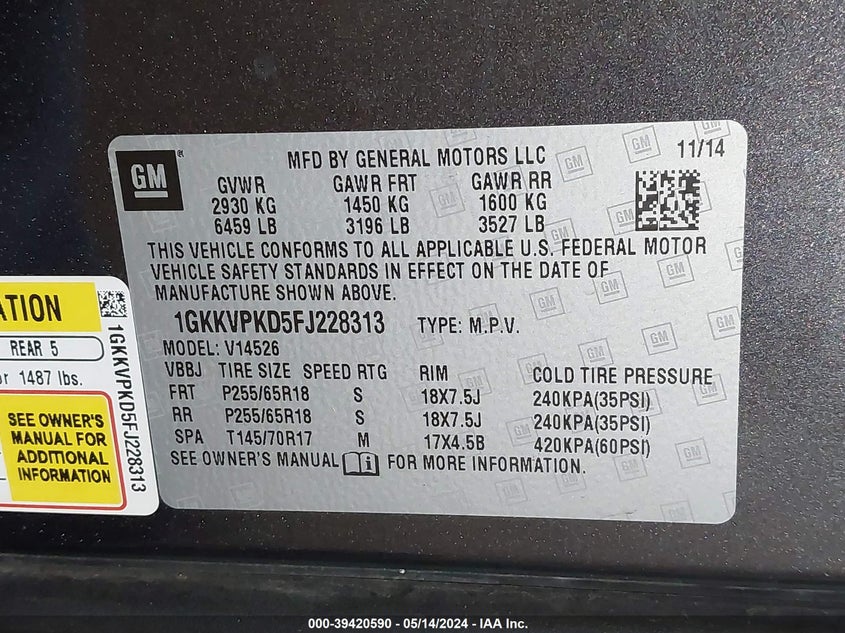 GM
MFD BY GENERAL MOTORS LLC
11/14
GVWR GAWR FRT GAWR RR
2930 KG 1450 KG 1600 KG
6459 LB 3196 LB 3527 LB
THIS VEHICLE CONFORMS TO ALL APPLICABLE U.S. FEDERAL MOTOR
VEHICLE SAFETY STANDARDS IN EFFECT ON THE DATE OF
MANUFACTURE SHOWN ABOVE.
1GKKVPKD5FJ228313 TYPE: M.P.V.
MODEL: V14526
VBBJ TIRE SIZE SPEED RTG RIM COLD TIRE PRESSURE
FRT P255/65R18 S 18X7.5J 240KPA(35PSI)
RR P255/65R18 S 18X7.5J 240KPA(35PSI)
SPA T145/70R17 M 17X4.5B 420KPA(60PSI)
SEE OWNER'S MANUAL FOR MORE INFORMATION.
ATION
REAR 5
or 1487 lbs.
SEE OWNER'S
MANUAL FOR
ADDITIONAL
INFORMATION
1GKKVPKD5FJ228313
000-39420590 - 05/14/2024 - IAA Inc.